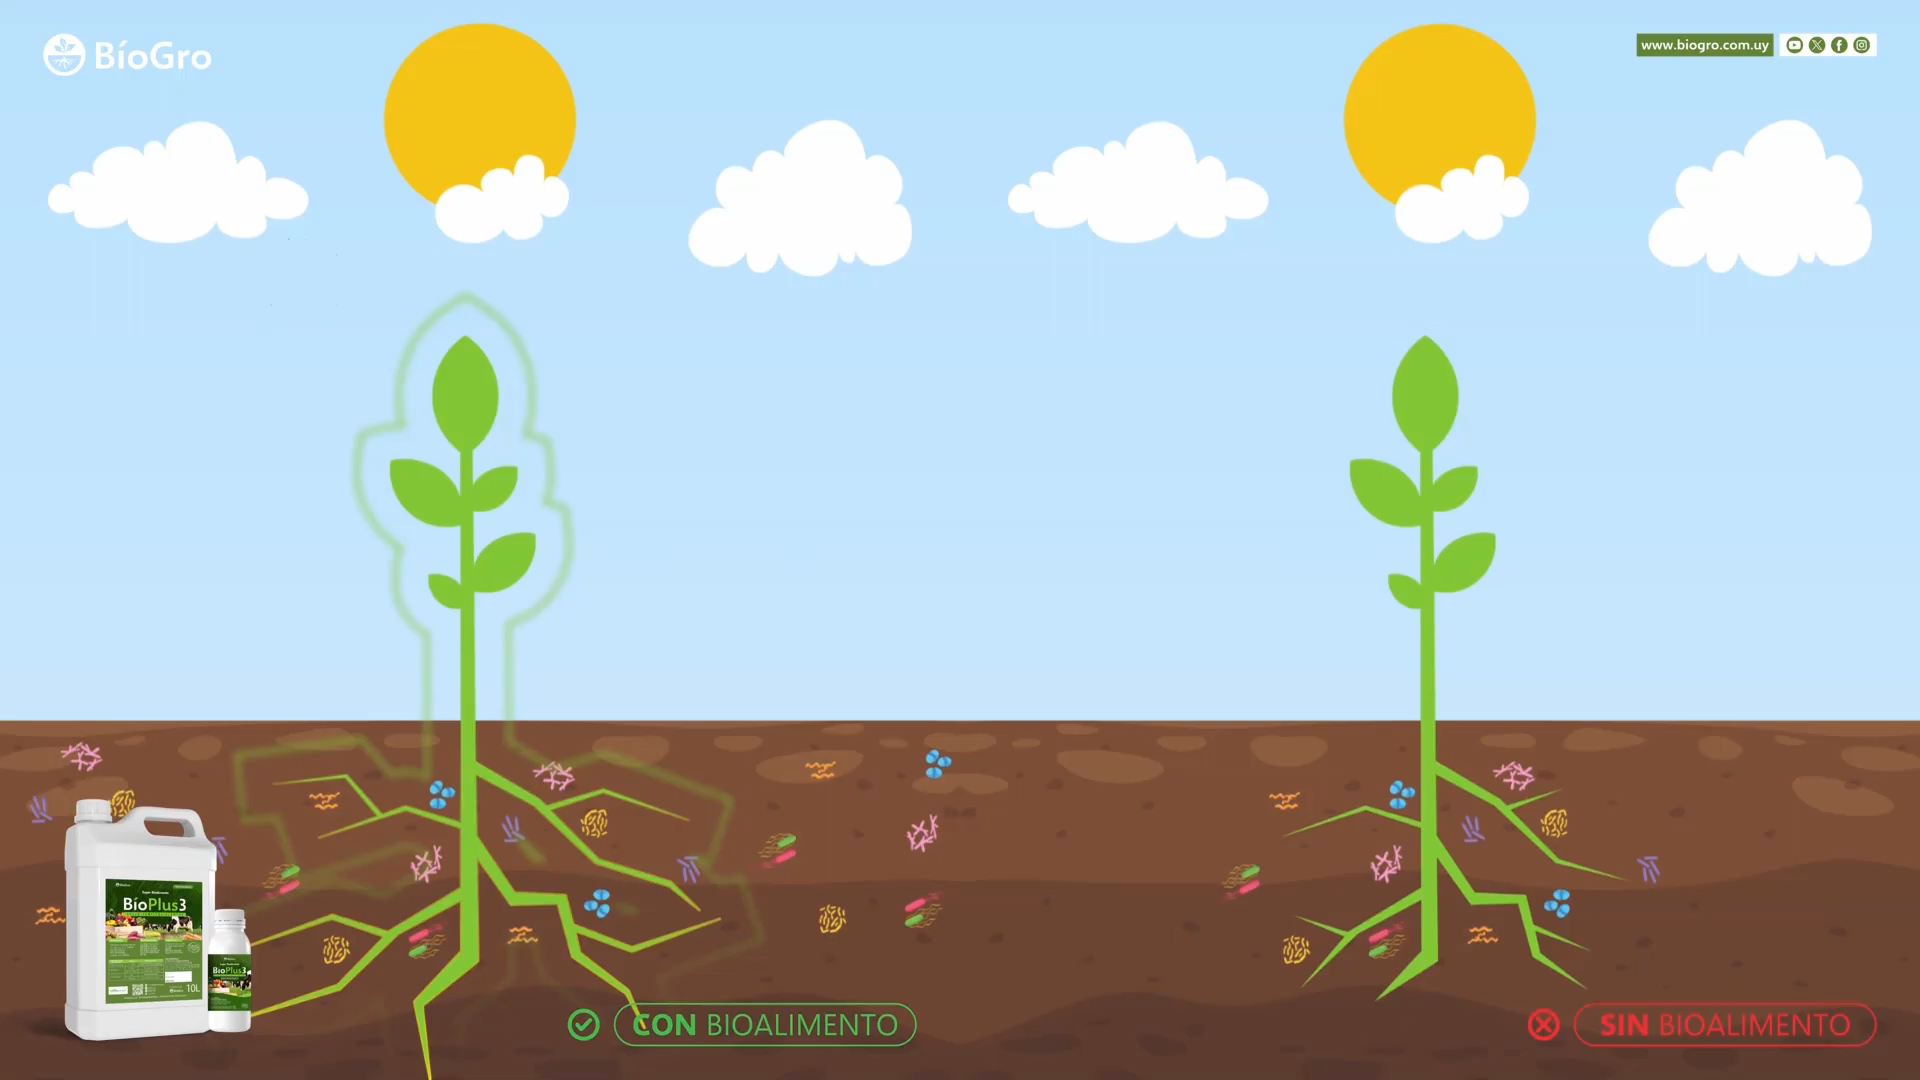 BíoGro
www.biogro.com.uy
BíoPlus3
10L
BíoPlus3
CON BIOALIMENTO
SIN BIOALIMENTO